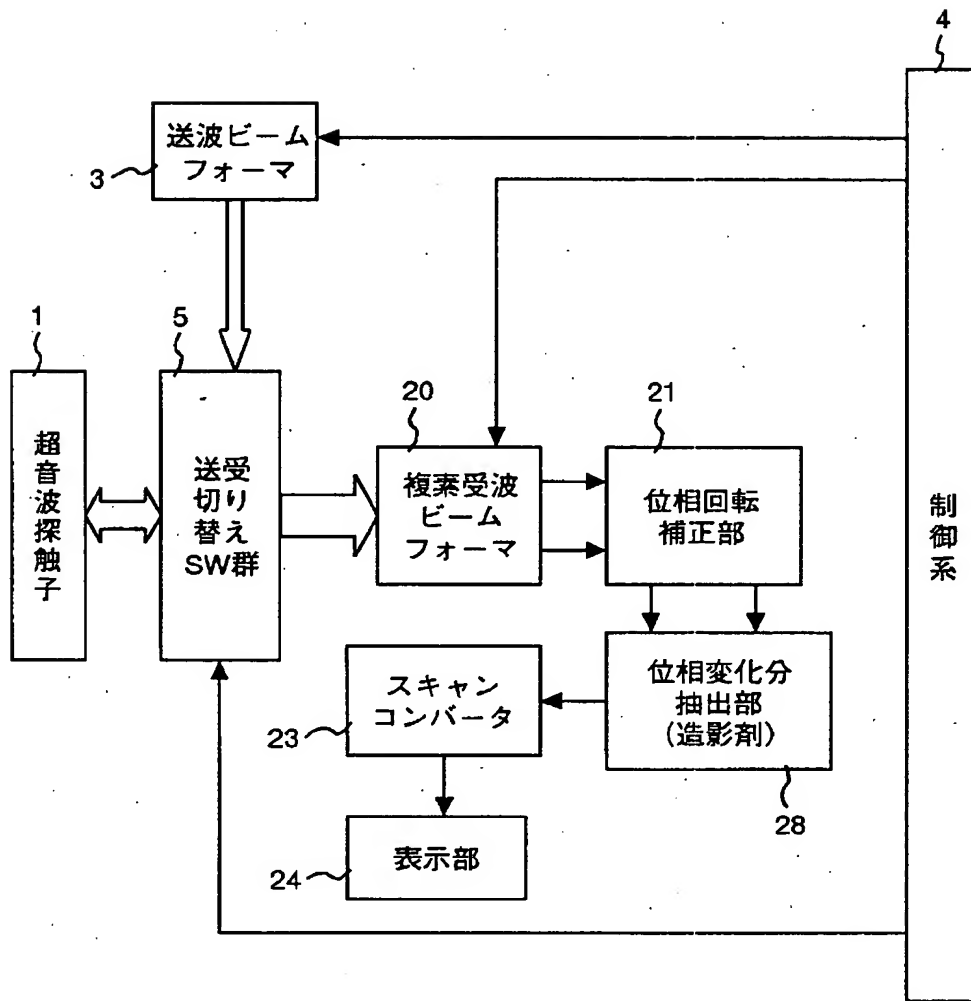 4
送波ビーム
フォーマ
3
1
5
20
21
超音波探触子
送受
切り
替え
SW群
複素受波
ビーム
フォーマ
位相回転
補正部
制御系
スキャン
コンバータ
23
位相変化分
抽出部
(造影剤)
28
表示部
24